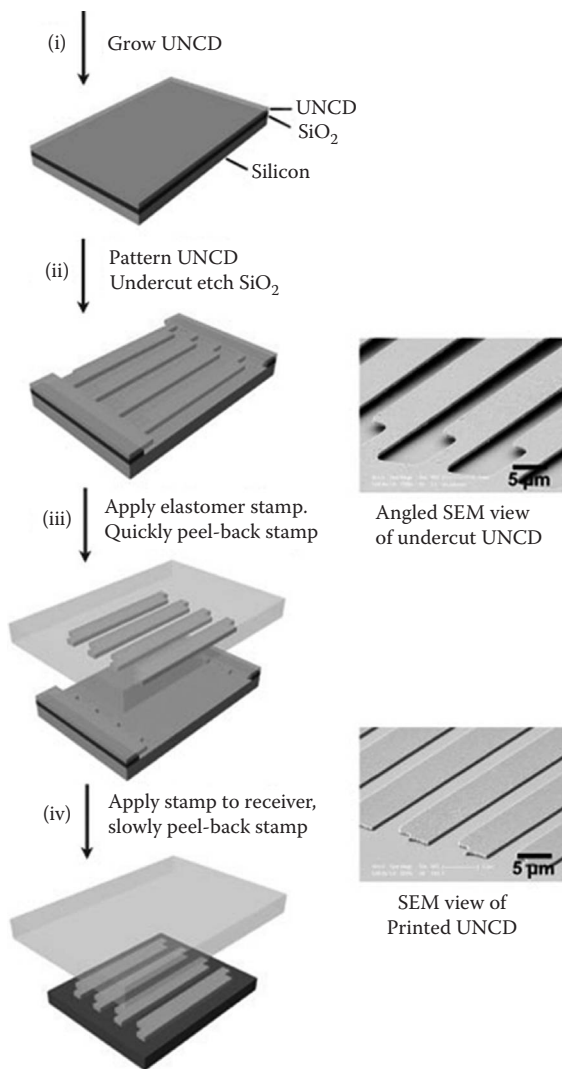 (i)
Grow UNCD
UNCD
SiO₂
Silicon
(ii)
Pattern UNCD
Undercut etch SiO₂
5 μm
(iii)
Apply elastomer stamp.
Quickly peel-back stamp
Angled SEM view
of undercut UNCD
(iv)
Apply stamp to receiver,
slowly peel-back stamp
5 μm
SEM view of
Printed UNCD